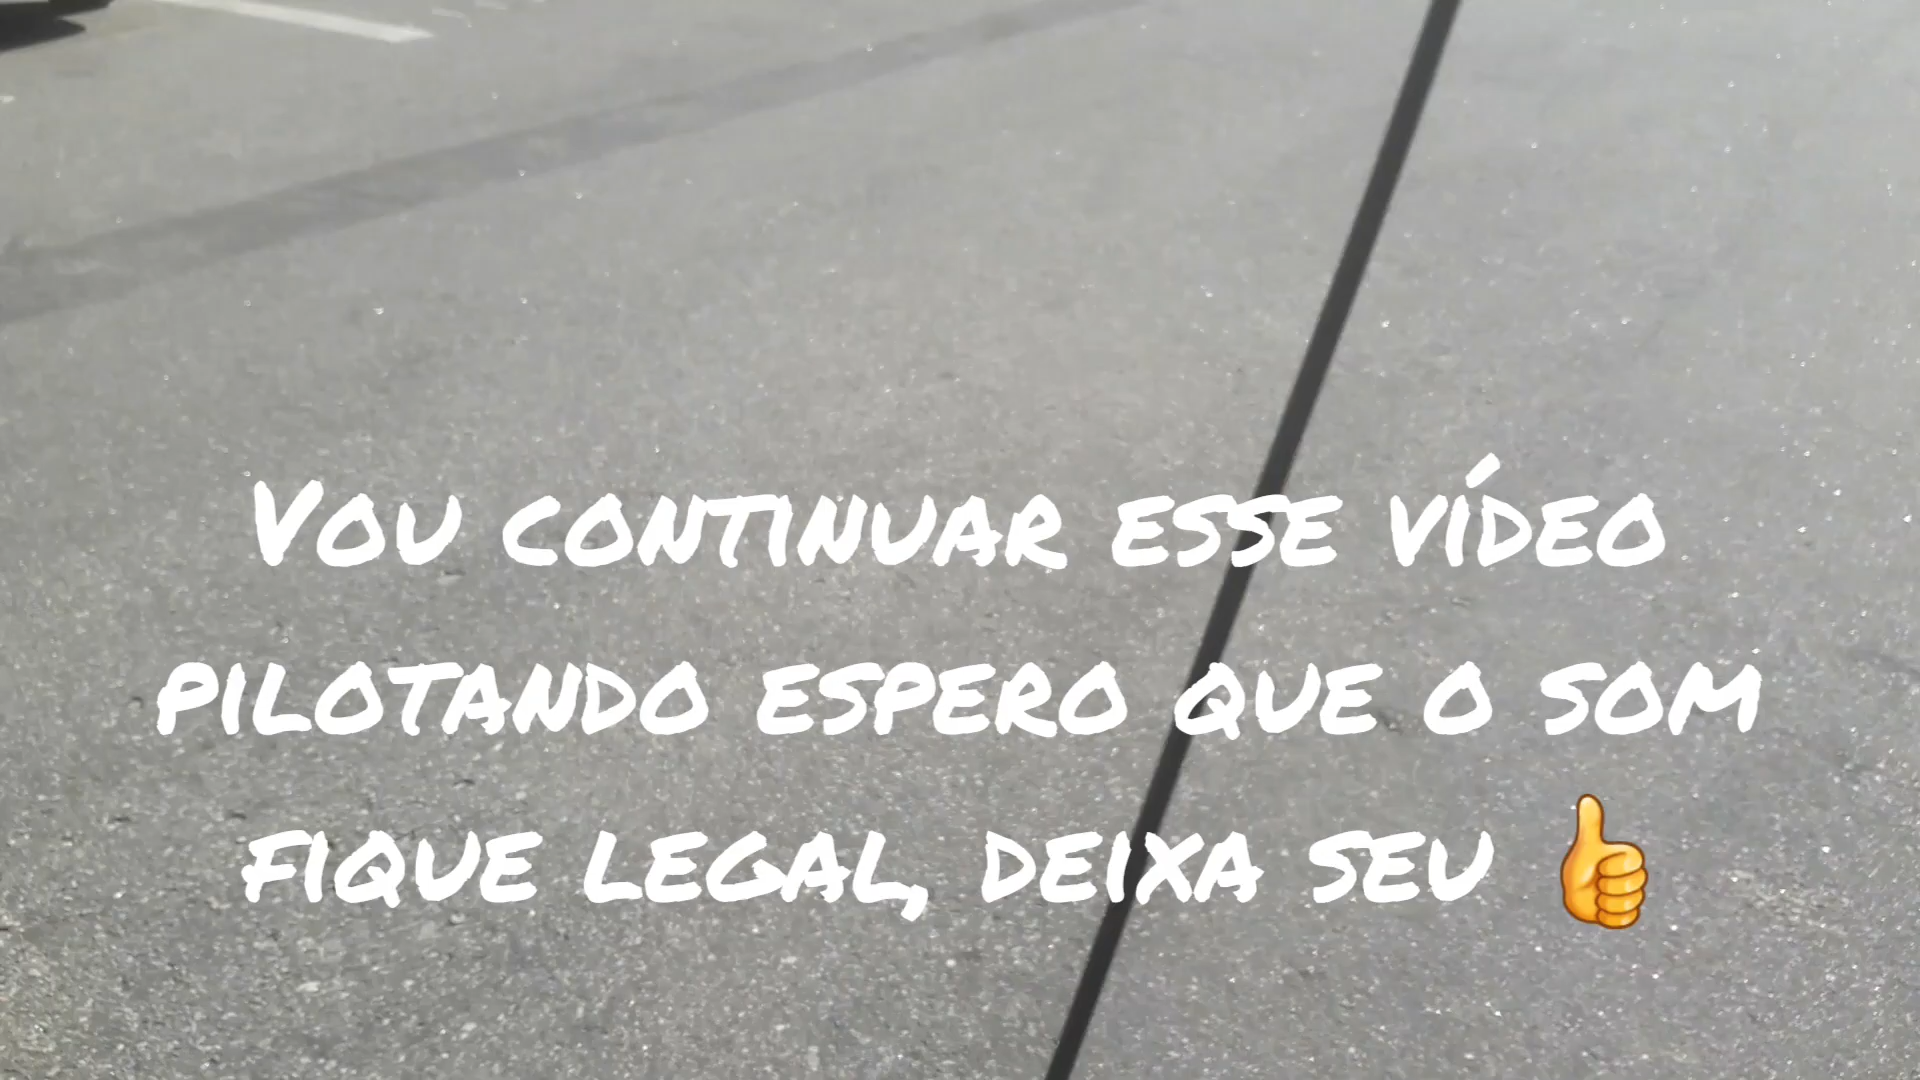 Vou continuar esse vídeo
pilotando espero que o som
fique legal, deixa seu 👍